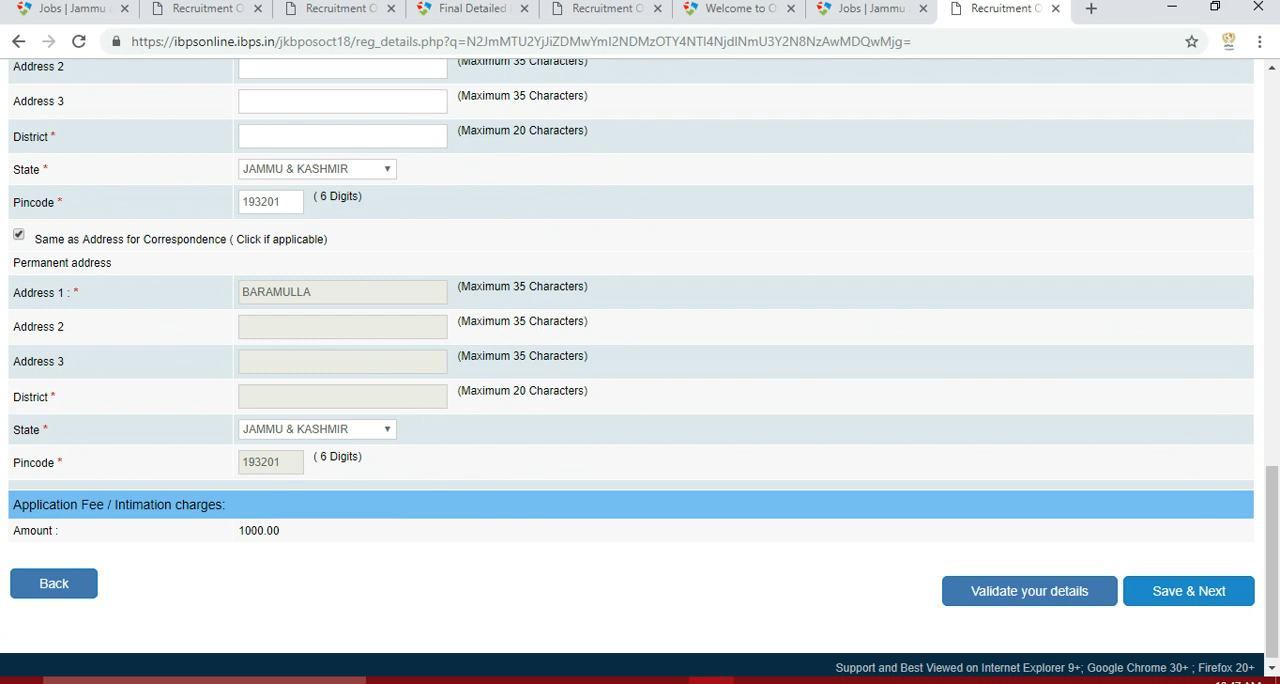 Jobs | Jammu
Recruitment O
Recruitment O
Final Detailed
Recruitment O
Welcome to O
Jobs | Jammu
Recruitment O
https://ibpsonline.ibps.in/jkbposoct18/reg_details.php?q=N2JmMTU2YjJiZDMwYmI2NDMzOTY4NTI4NjdlNmU3Y2N8NzAwMDQwMjg=
Address 2 (Maximum 35 Characters)
Address 3 (Maximum 35 Characters)
District * (Maximum 20 Characters)
State * JAMMU & KASHMIR
Pincode * 193201 ( 6 Digits)
Same as Address for Correspondence ( Click if applicable)
Permanent address
Address 1 : * BARAMULLA (Maximum 35 Characters)
Address 2 (Maximum 35 Characters)
Address 3 (Maximum 35 Characters)
District * (Maximum 20 Characters)
State * JAMMU & KASHMIR
Pincode * 193201 ( 6 Digits)
Application Fee / Intimation charges:
Amount : 1000.00
Back
Validate your details
Save & Next
Support and Best Viewed on Internet Explorer 9+; Google Chrome 30+ ; Firefox 20+